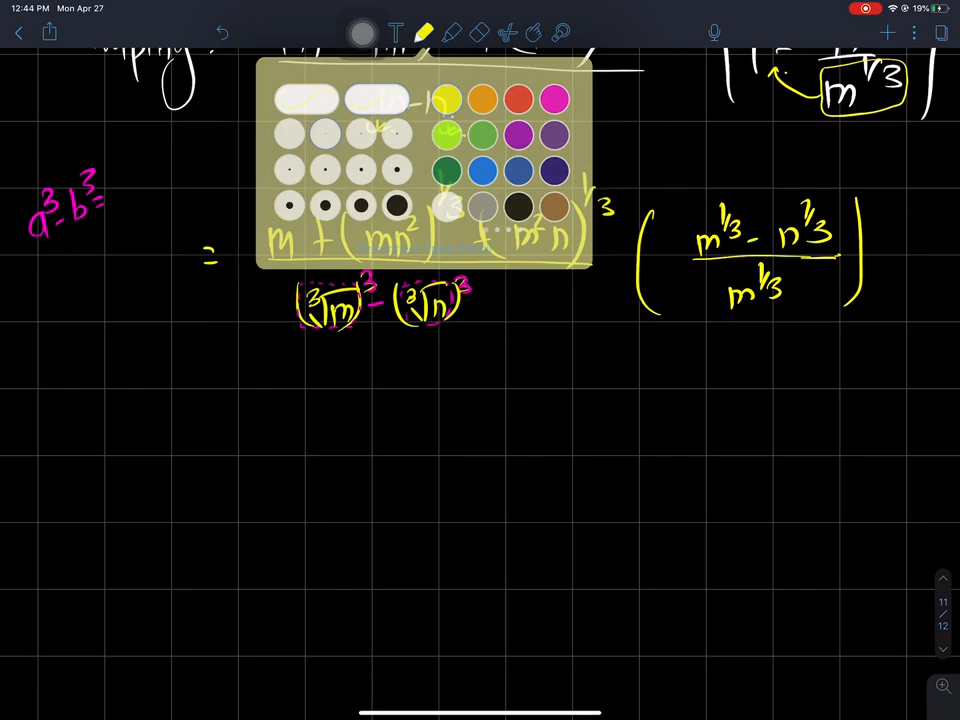 12:44 PM Mon Apr 27 19%
T
m - n
m^1/3
a³ - b³ =
= m + (mn²)^1/3 + (m² n)^1/3 ( m^1/3 - n^1/3
(∛m)³ - (∛n)³ m^1/3 )
11
/
12